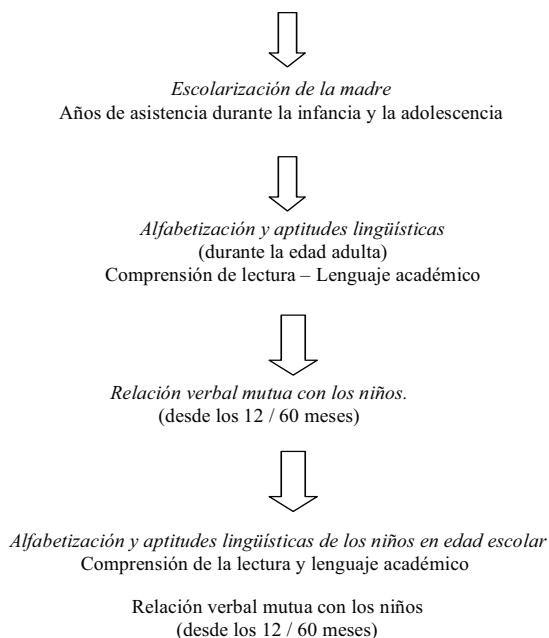 Escolarización de la madre
Años de asistencia durante la infancia y la adolescencia
Alfabetización y aptitudes lingüísticas
(durante la edad adulta)
Comprensión de lectura – Lenguaje académico
Relación verbal mutua con los niños.
(desde los 12 / 60 meses)
Alfabetización y aptitudes lingüísticas de los niños en edad escolar
Comprensión de la lectura y lenguaje académico
Relación verbal mutua con los niños
(desde los 12 / 60 meses)